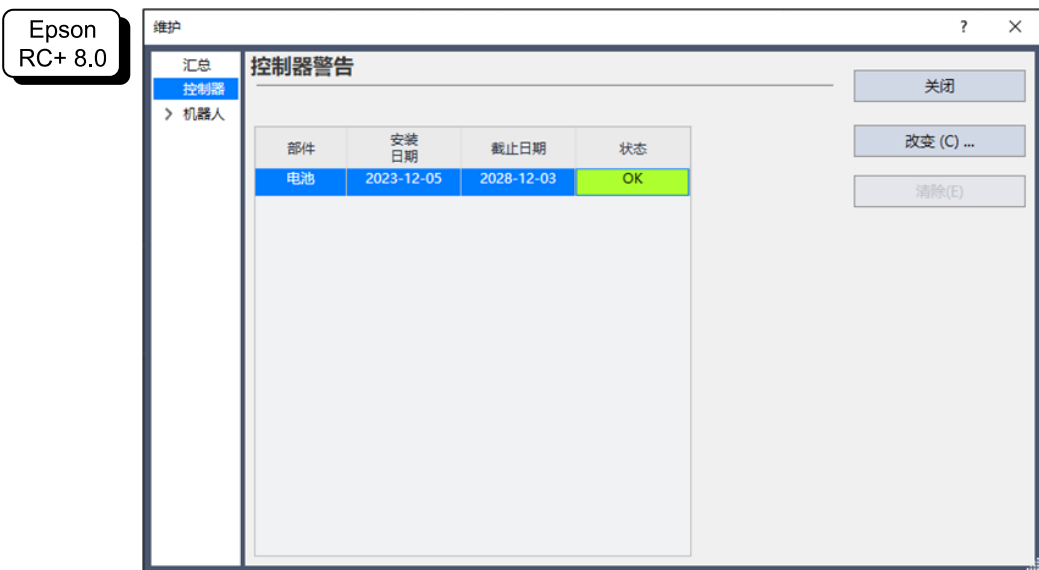 Epson
RC+ 8.0
维护
?
汇总
控制器
机器人
控制器警告
关闭
改变 (C) ...
清除(E)
部件 安装 截止日期 状态
日期
电池 2023-12-05 2028-12-03 OK